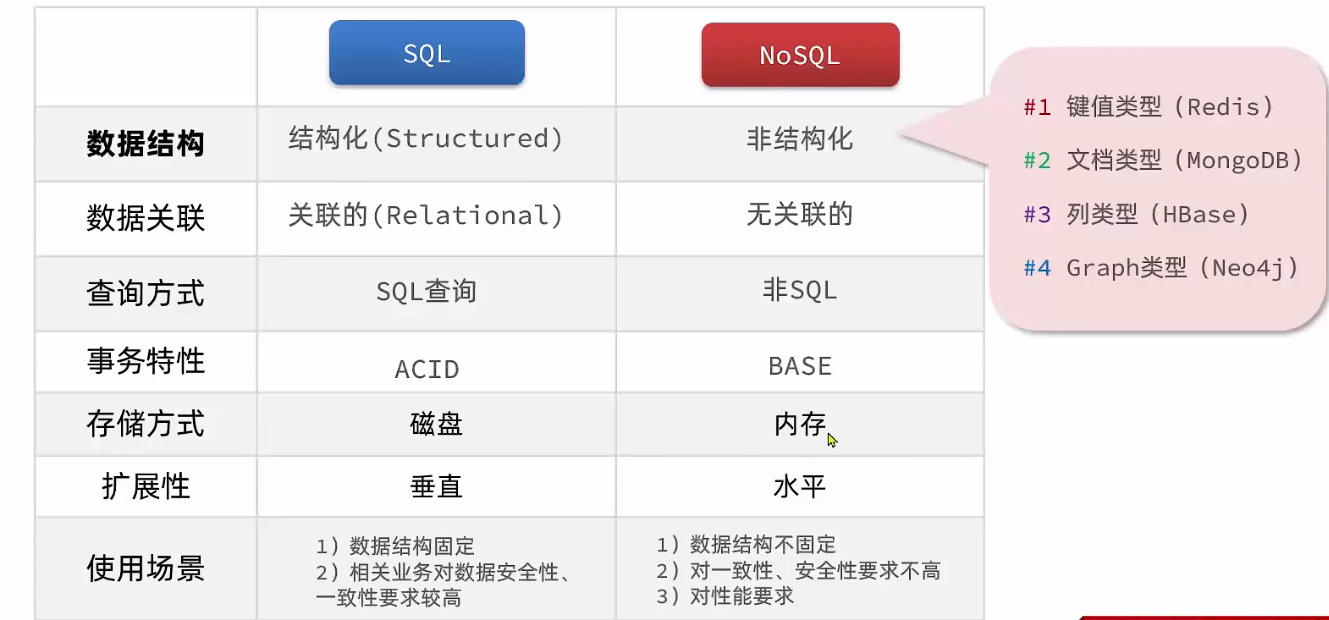 SQL
NoSQL
数据结构
结构化(Structured)
非结构化
数据关联
关联的(Relational)
无关联的
查询方式
SQL查询
非SQL
事务特性
ACID
BASE
存储方式
磁盘
内存
扩展性
垂直
水平
使用场景
1）数据结构固定
2）相关业务对数据安全性、
一致性要求较高
1）数据结构不固定
2）对一致性、安全性要求不高
3）对性能要求
#1 键值类型（Redis）
#2 文档类型（MongoDB）
#3 列类型（HBase）
#4 Graph类型（Neo4j）